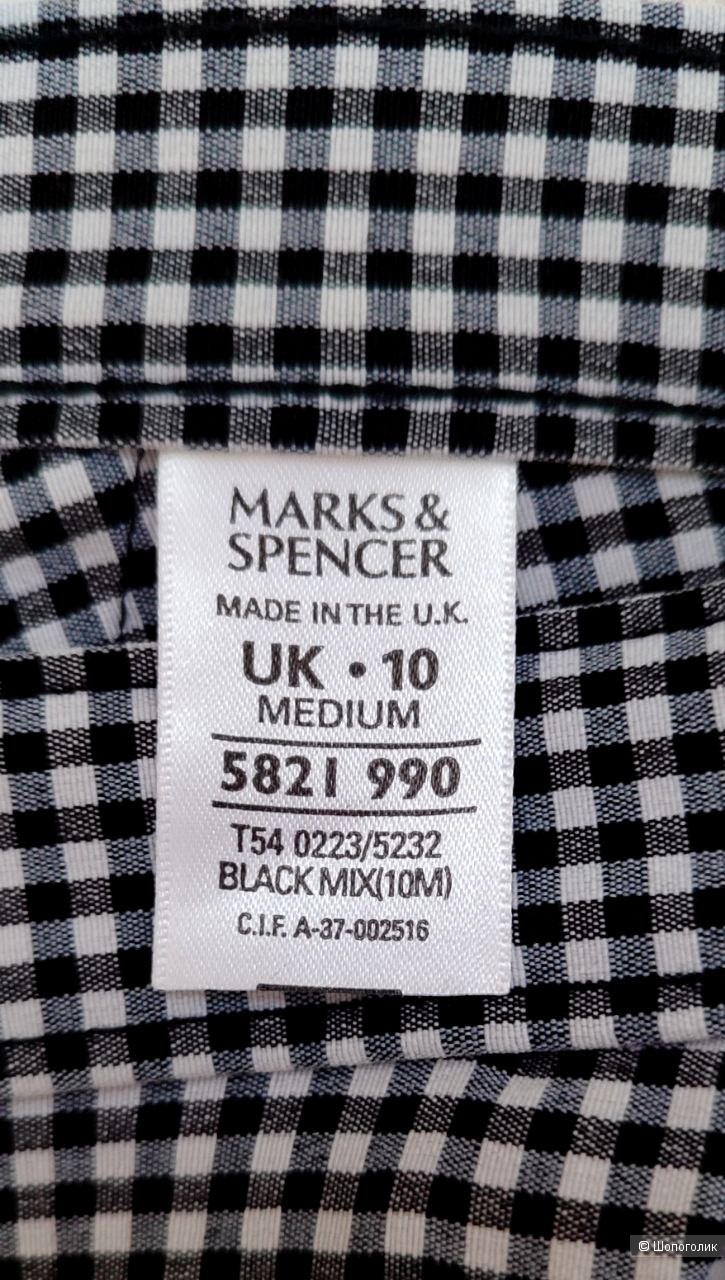 MARKS &
SPENCER
MADE IN THE U.K.
UK • 10
MEDIUM
5821 990
T54 0223/5232
BLACK MIX(10M)
C.I.F. A-37-002516
© Шопоголик